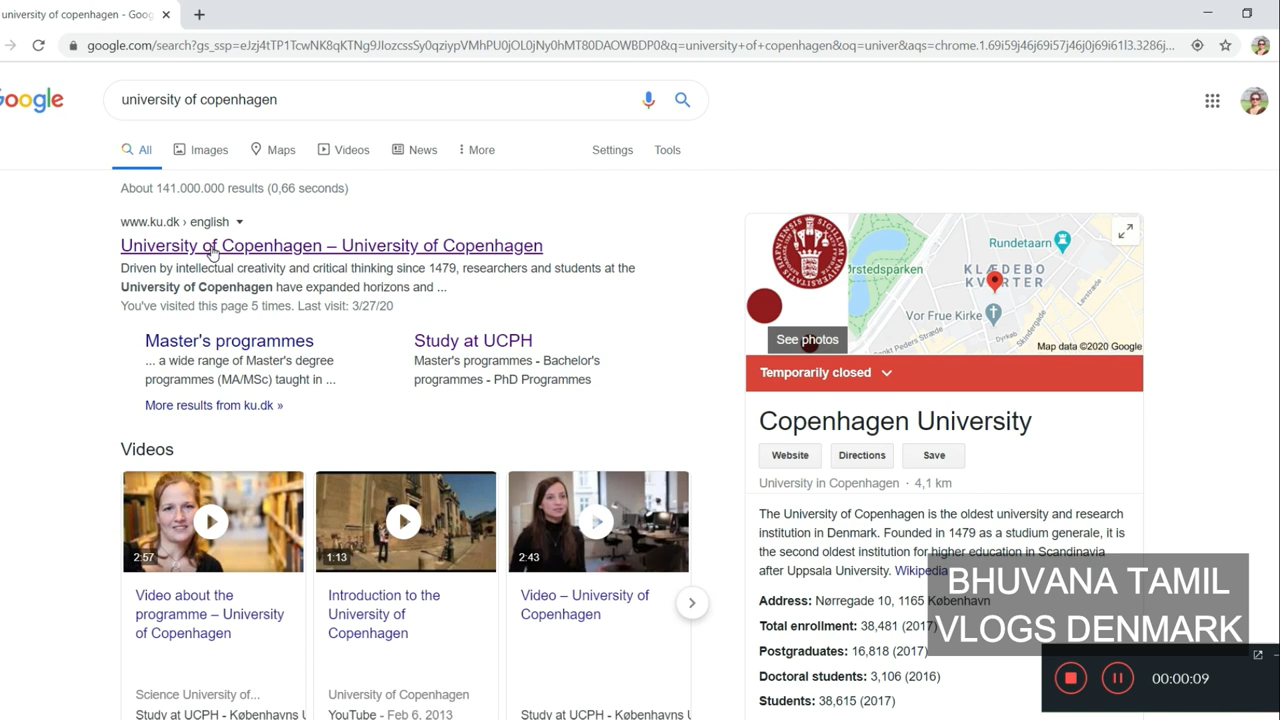 university of copenhagen - Goog
google.com/search?gs_ssp=eJzj4tTP1TcwNK8qKTNg9JIozcssSy0qziypVMhPU0jOL0jNy0hMT80DAOWBDP0&q=university+of+copenhagen&oq=univer&aqs=chrome.1.69i59j46j69i57j46j0j69i61l3.3286j...
Google
university of copenhagen
All Images Maps Videos News More Settings Tools
About 141.000.000 results (0,66 seconds)
www.ku.dk › english
University of Copenhagen – University of Copenhagen
Driven by intellectual creativity and critical thinking since 1479, researchers and students at the
University of Copenhagen
horizons and ...
You've visited this page 5 times. Last visit: 3/27/20
Master's programmes
... a wide range of Master's degree
programmes (MA/MSc) taught in ...
Study at UCPH
Master's programmes - Bachelor's
programmes - PhD Programmes
More results from ku.dk »
Videos
2:57
Video about the
programme – University
of Copenhagen
Science University of...
Study at UCPH - Københavns U
1:13
Introduction to the
University of
Copenhagen
University of Copenhagen
YouTube - Feb 6, 2013
2:43
Video – University of
Copenhagen
Study at UCPH - Københavns U
See photos
Ørstedsparken
Rundetaarn
KLÆDEBO
KVARTER
Vor Frue Kirke
Map data ©2020 Google
Temporarily closed
Copenhagen University
Website Directions Save
University in Copenhagen · 4,1 km
The University of Copenhagen is the oldest university and research
institution in Denmark. Founded in 1479 as a studium generale, it is
the second oldest institution for higher education in Scandinavia
after Uppsala University. Wikipedia
Address: Nørregade 10, 1165 København
Total enrollment: 38,481 (2017)
Postgraduates: 16,818 (2017)
Doctoral students: 3,106 (2016)
Students: 38,615 (2017)
BHUVANA TAMIL
VLOGS DENMARK
00:00:09